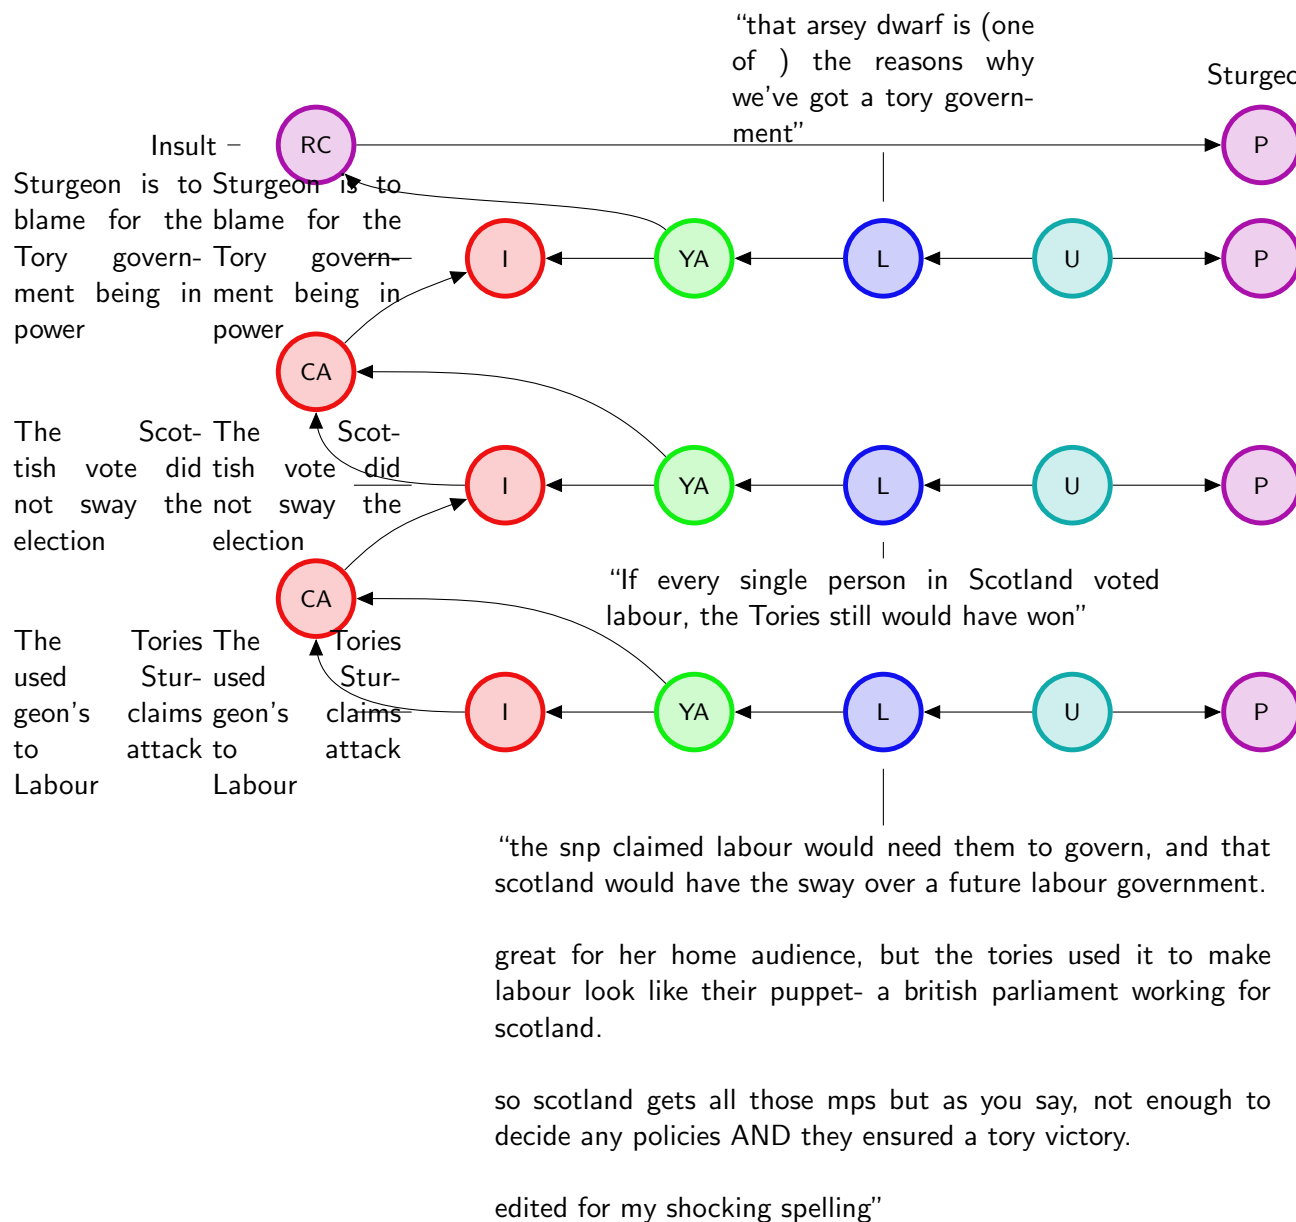 “that arsey dwarf is (one
of ) the reasons why
we've got a tory govern-
ment”
Sturgeo
Insult –
RC
P
Sturgeon is to
blame for the
Tory govern-
ment being in
power
Sturgeon is to
blame for the
Tory govern-
ment being in
power
I
YA
L
U
P
CA
The Scot-
tish vote did
not sway the
election
The Scot-
tish vote did
not sway the
election
I
YA
L
U
P
“If every single person in Scotland voted
labour, the Tories still would have won”
CA
The Tories
used Stur-
geon's claims
to attack
Labour
The Tories
used Stur-
geon's claims
to attack
Labour
I
YA
L
U
P
“the snp claimed labour would need them to govern, and that
scotland would have the sway over a future labour government.
great for her home audience, but the tories used it to make
labour look like their puppet- a british parliament working for
scotland.
so scotland gets all those mps but as you say, not enough to
decide any policies AND they ensured a tory victory.
edited for my shocking spelling”